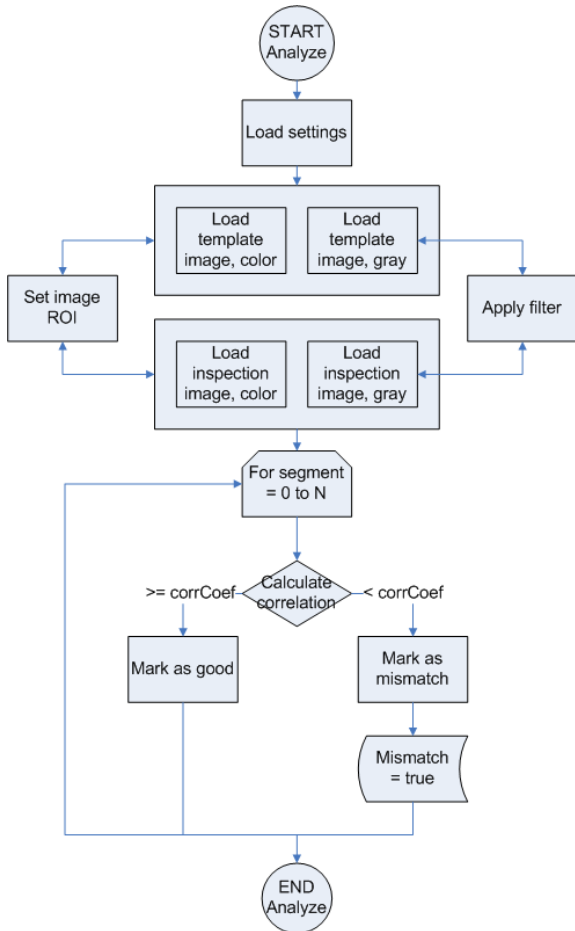 START
Analyze
Load settings
Load
template
image, color
Load
template
image, gray
Set image
ROI
Apply filter
Load
inspection
image, color
Load
inspection
image, gray
For segment
= 0 to N
Calculate
correlation
>= corrCoef
< corrCoef
Mark as good
Mark as
mismatch
Mismatch
= true
END
Analyze